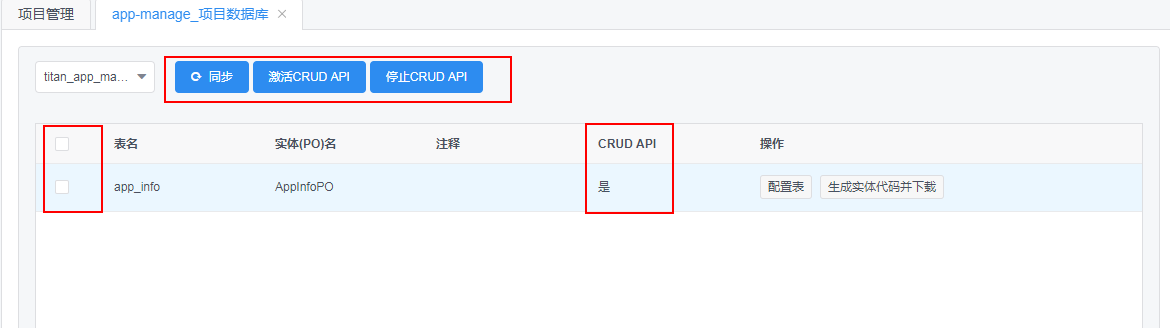 项目管理 app-manage_项目数据库
titan_app_ma... 同步 激活CRUD API 停止CRUD API
表名 实体(PO)名 注释 CRUD API 操作
app_info AppInfoPO 是 配置表 生成实体代码并下载